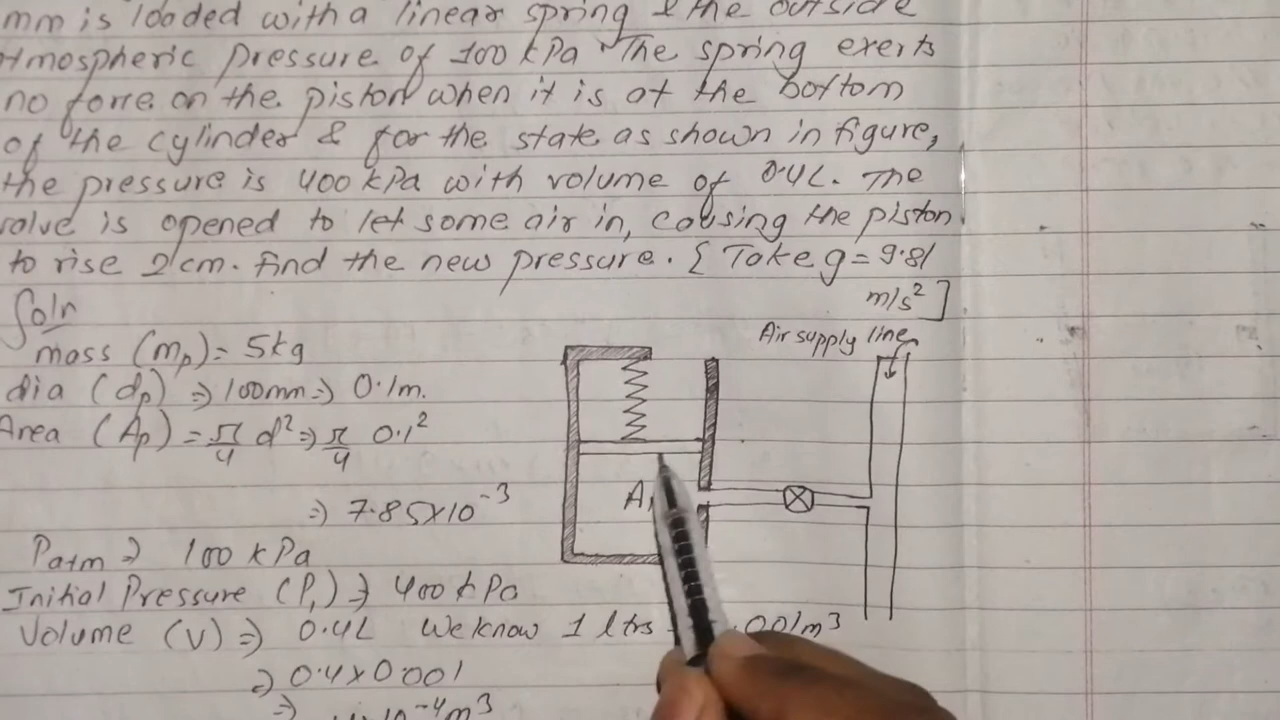 mm is loaded with a linear spring & the outside
atmospheric pressure of 100 kPa The spring exerts
no force on the piston when it is at the bottom
of the cylinder & for the state as shown in figure,
the pressure is 400 kPa with volume of 0.4L. The
valve is opened to let some air in, causing the piston
to rise 2 cm. Find the new pressure. [Take g = 9.81
m/s²]
Soln
mass (mp) = 5kg
Air supply line
dia (dp) ⇒ 100mm ⇒ 0.1m.
Area (Ap) = π/4 d² ⇒ π/4 0.1²
⇒ 7.85×10⁻³
Patm ⇒ 100 kPa
Initial Pressure (P₁) ⇒ 400 kPa
Volume (V) ⇒ 0.4L We know 1 ltrs .001m³
⇒ 0.4×0.001
⇒ 10⁻⁴m³